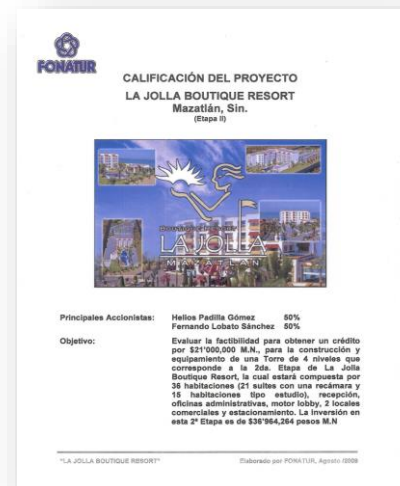 FONATUR
CALIFICACIÓN DEL PROYECTO
LA JOLLA BOUTIQUE RESORT
Mazatlán, Sin.
(Etapa II)
Boutique Resort
LA JOLLA
MAZATLAN
Principales Accionistas: Helios Padilla Gómez 50%
Fernando Lobato Sánchez 50%
Objetivo: Evaluar la factibilidad para obtener un crédito
por $21'000,000 M.N., para la construcción y
equipamiento de una Torre de 4 niveles que
corresponde a la 2da. Etapa de La Jolla
Boutique Resort, la cual estará compuesta por
36 habitaciones (21 suites con una recámara y
15 habitaciones tipo estudio), recepción,
oficinas administrativas, motor lobby, 2 locales
comerciales y estacionamiento. La Inversión en
esta 2ª Etapa es de $36'964,264 pesos M.N
"LA JOLLA BOUTIQUE RESORT" Elaborado por FONATUR, Agosto /2008